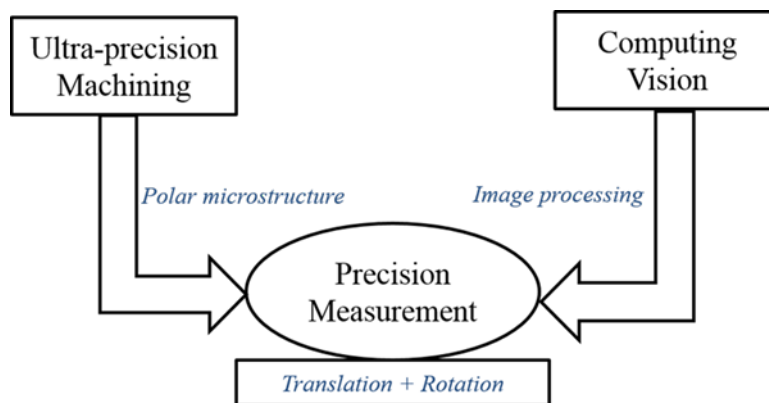 Ultra-precision
Machining
Computing
Vision
Polar microstructure
Image processing
Precision
Measurement
Translation + Rotation